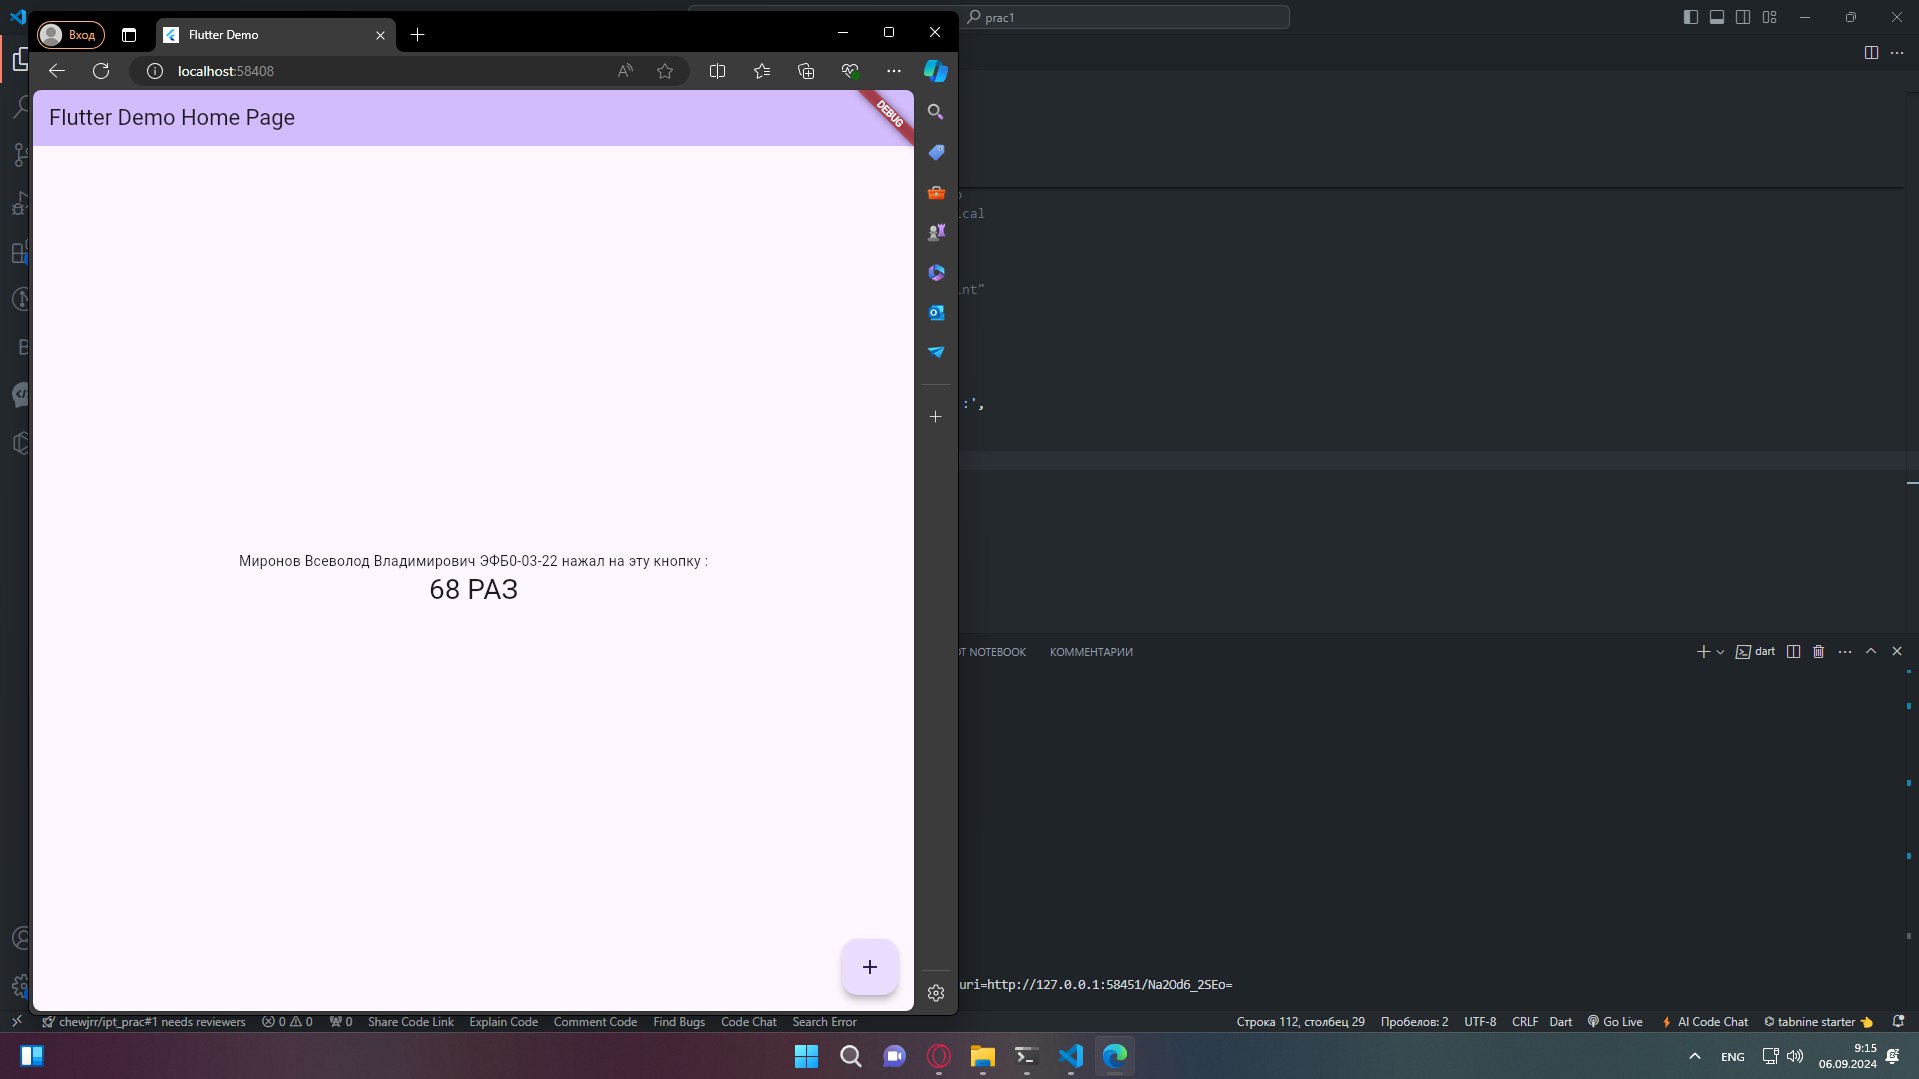 prac1
Вход
Flutter Demo
localhost:58408
Flutter Demo Home Page
DEBUG
Миронов Всеволод Владимирович ЭФБ0-03-22 нажал на эту кнопку :
68 РАЗ
:',
NOTEBOOK
КОММЕНТАРИИ
dart
uri=http://127.0.0.1:58451/Na2Od6_2SEo=
chewjrr/ipt_prac#1 needs reviewers
0
0
0
Share Code Link
Explain Code
Comment Code
Find Bugs
Code Chat
Search Error
Строка 112, столбец 29
Пробелов: 2
UTF-8
CRLF
Dart
Go Live
AI Code Chat
tabnine starter
ENG
9:15
06.09.2024